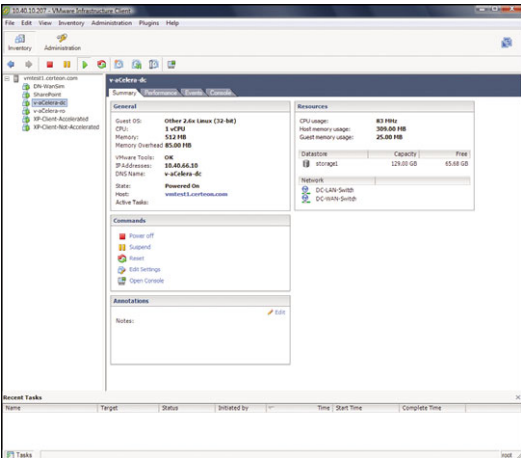 10.40.10.207 - VMware Infrastructure Client
File Edit View Inventory Administration Plugins Help
Inventory Administration
vmtest1.certeon.com
DN-WanSim
SharePoint
v-aCelera-dc
v-aCelera-ro
XP-Client-Accelerated
XP-Client-Not-Accelerated
v-aCelera-dc
Summary Performance Events Console
General
Guest OS: Other 2.6x Linux (32-bit)
CPU: 1 vCPU
Memory: 512 MB
Memory Overhead 85.00 MB
VMware Tools: OK
IP Addresses: 10.40.66.10
DNS Name: v-aCelera-dc
State: Powered On
Host: vmtest1.certeon.com
Active Tasks:
Resources
CPU usage: 83 MHz
Host memory usage: 309.00 MB
Guest memory usage: 25.00 MB
Datastore Capacity Free
storage1 129.00 GB 65.68 GB
Network
DC-LAN-Switch
DC-WAN-Switch
Commands
Power off
Suspend
Reset
Edit Settings
Open Console
Annotations
Edit
Notes:
Recent Tasks
Name Target Status Initiated by Time Start Time Complete Time
Tasks root